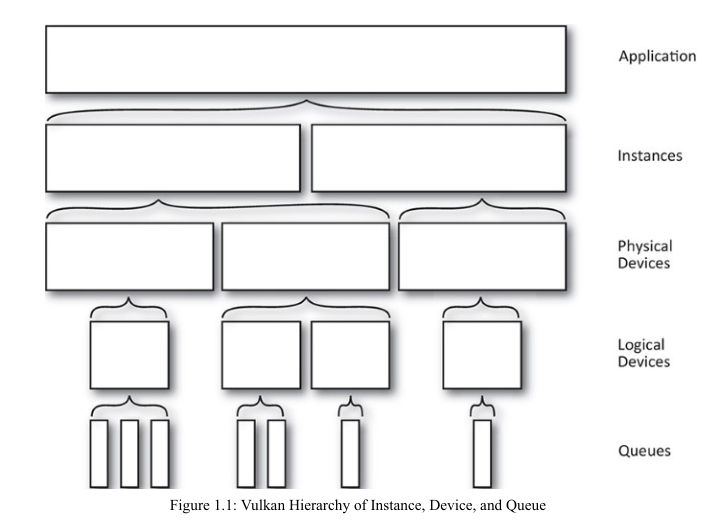 Application
Instances
Physical
Devices
Logical
Devices
Queues
Figure 1.1: Vulkan Hierarchy of Instance, Device, and Queue